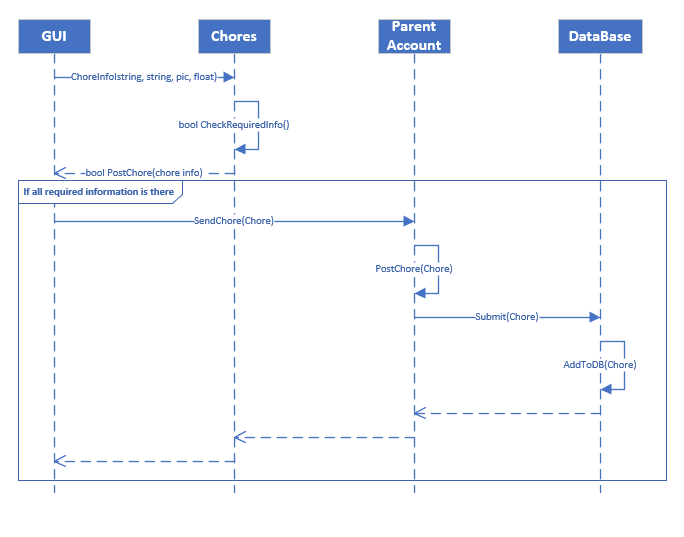 GUI
Chores
Parent
Account
DataBase
ChoreInfo(string, string, pic, float)
bool CheckRequiredInfo()
bool PostChore(chore info)
If all required information is there
SendChore(Chore)
PostChore(Chore)
Submit(Chore)
AddToDB(Chore)